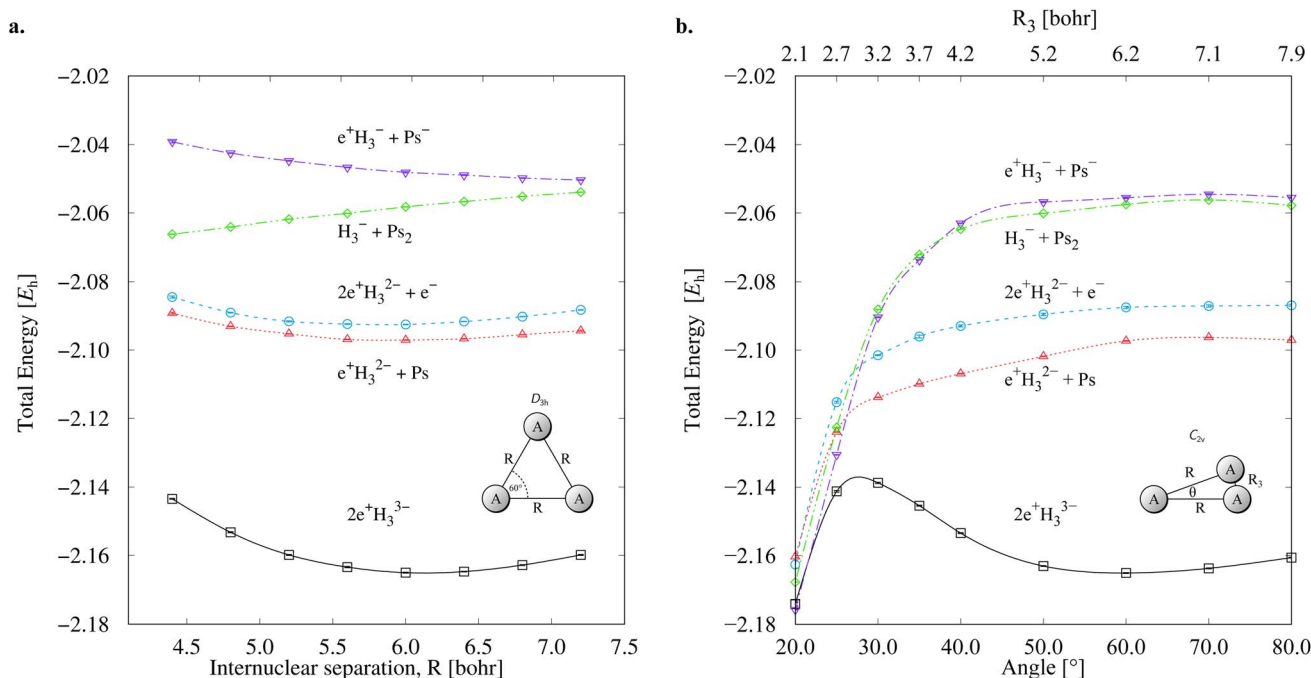 a.
Total Energy [E_h]
−2.02
−2.04
−2.06
−2.08
−2.10
−2.12
−2.14
−2.16
−2.18
e⁺H₃⁻ + Ps⁻
H₃⁻ + Ps₂
2e⁺H₃²⁻ + e⁻
e⁺H₃²⁻ + Ps
2e⁺H₃³⁻
D₃ₕ
A
R R
60°
A A
R
4.5 5.0 5.5 6.0 6.5 7.0 7.5
Internuclear separation, R [bohr]
b.
R₃ [bohr]
2.1 2.7 3.2 3.7 4.2 5.2 6.2 7.1 7.9
Total Energy [E_h]
−2.02
−2.04
−2.06
−2.08
−2.10
−2.12
−2.14
−2.16
−2.18
e⁺H₃⁻ + Ps⁻
H₃⁻ + Ps₂
2e⁺H₃²⁻ + e⁻
e⁺H₃²⁻ + Ps
2e⁺H₃³⁻
C₂ᵥ
A
R R₃
A θ A
R
20.0 30.0 40.0 50.0 60.0 70.0 80.0
Angle [°]